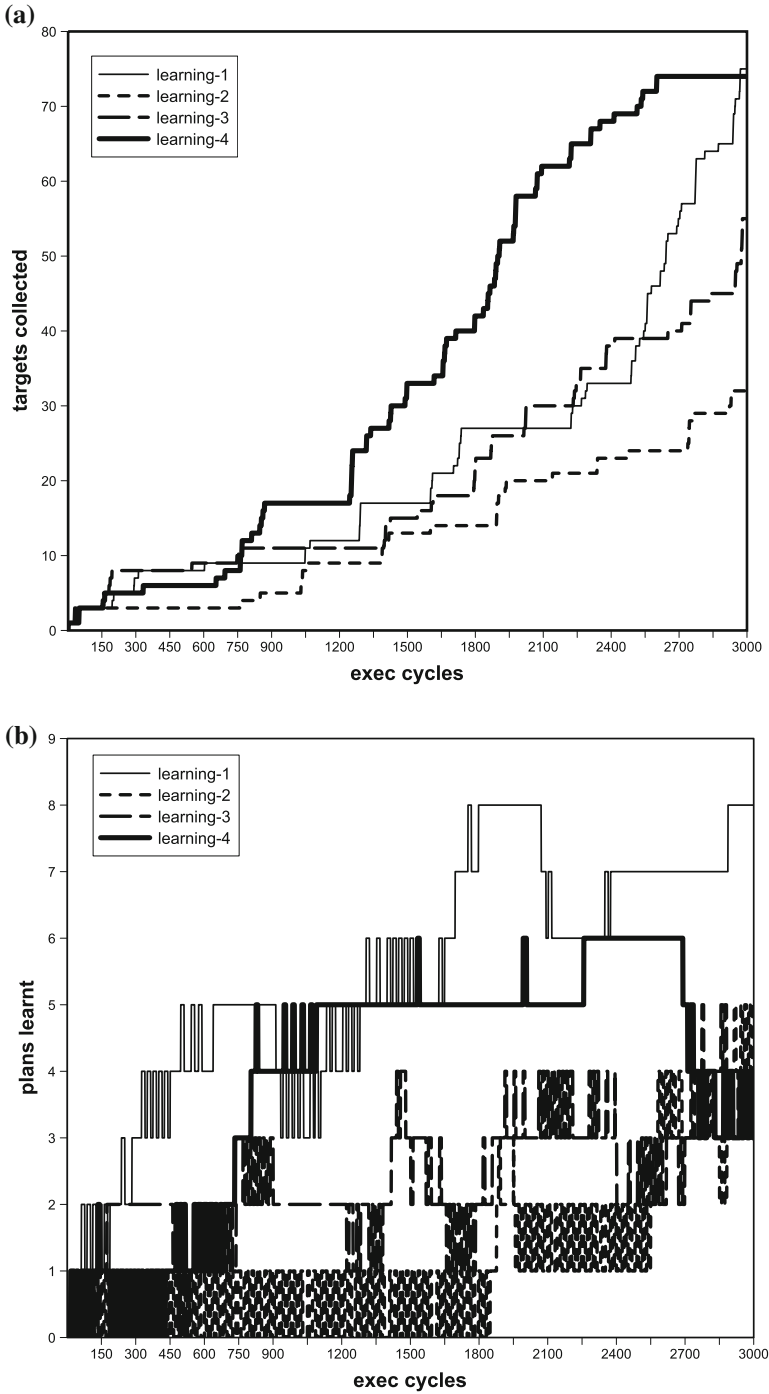 (a)
80
70
60
50
40
30
20
10
0
targets collected
learning-1
learning-2
learning-3
learning-4
150 300 450 600 750 900 1200 1500 1800 2100 2400 2700 3000
exec cycles
(b)
9
8
7
6
5
4
3
2
1
0
plans learnt
learning-1
learning-2
learning-3
learning-4
150 300 450 600 750 900 1200 1500 1800 2100 2400 2700 3000
exec cycles